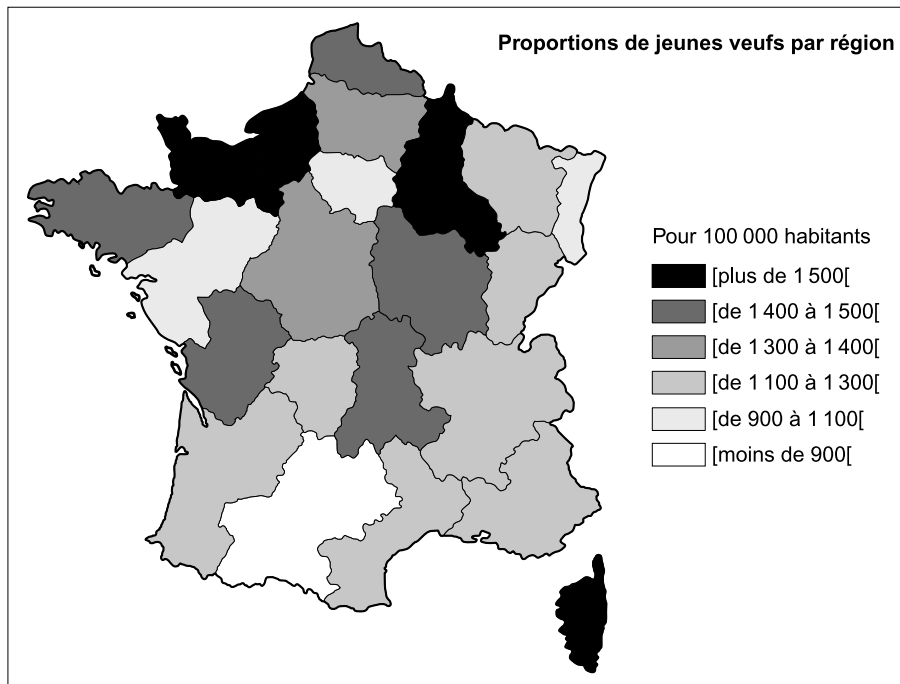 Proportions de jeunes veufs par région
Pour 100 000 habitants
[plus de 1 500[
[de 1 400 à 1 500[
[de 1 300 à 1 400[
[de 1 100 à 1 300[
[de 900 à 1 100[
[moins de 900[